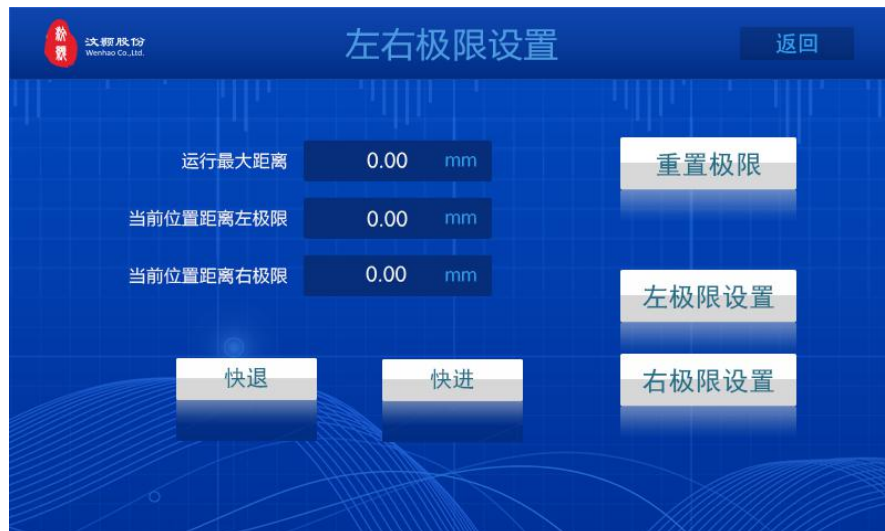 汶颢
汶颢股份
Wenhao Co.,Ltd.
左右极限设置
返回
运行最大距离 0.00 mm
重置极限
当前位置距离左极限 0.00 mm
当前位置距离右极限 0.00 mm
左极限设置
快退 快进
右极限设置